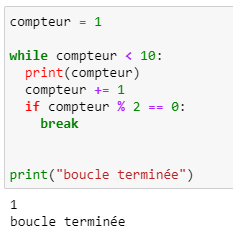 compteur = 1
while compteur < 10:
  print(compteur)
  compteur += 1
  if compteur % 2 == 0:
    break
print("boucle terminée")
1
boucle terminée